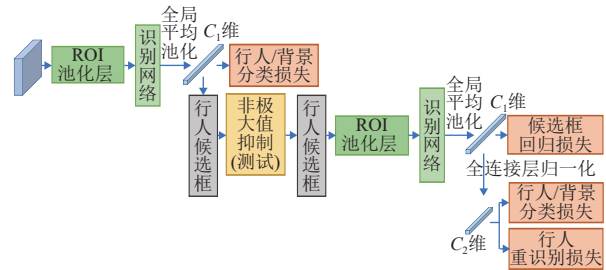 ROI
池化层
识别网络
全局
平均
池化
C₁维
行人/背景
分类损失
行人候选框
非极
大值
抑制
(测试)
行人候选框
ROI
池化层
识别网络
全局
平均
池化
C₁维
候选框
回归损失
全连接层归一化
C₂维
行人/背景
分类损失
行人
重识别损失